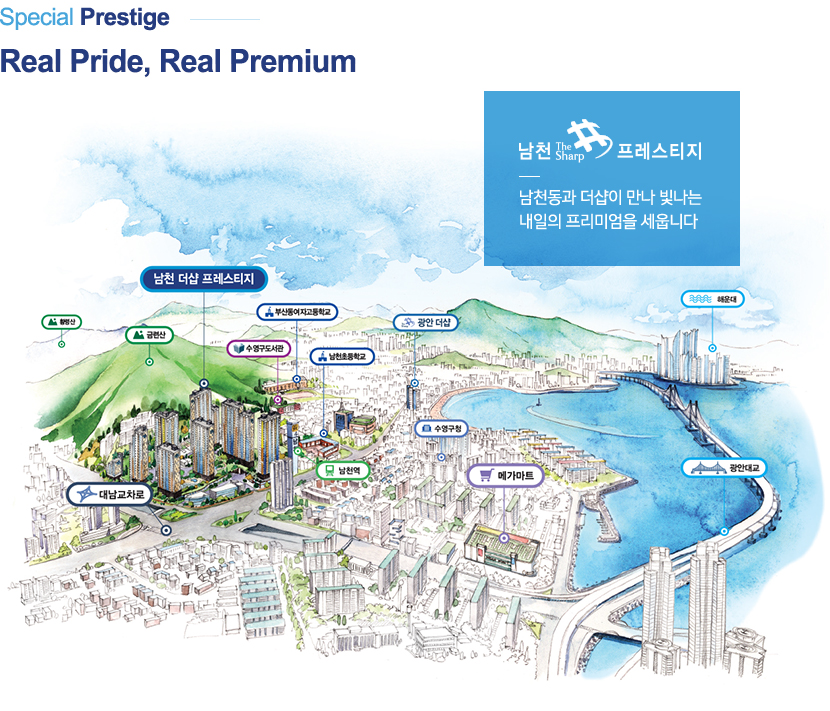 Special Prestige
Real Pride, Real Premium
남천 The Sharp 프레스티지
남천동과 더샵이 만나 빛나는
내일의 프리미엄을 세웁니다
남천 더샵 프레스티지
해운대
황령산
부산동여자고등학교
광안 더샵
금련산
수영구도서관
남천초등학교
수영구청
남천역
메가마트
광안대교
대남교차로